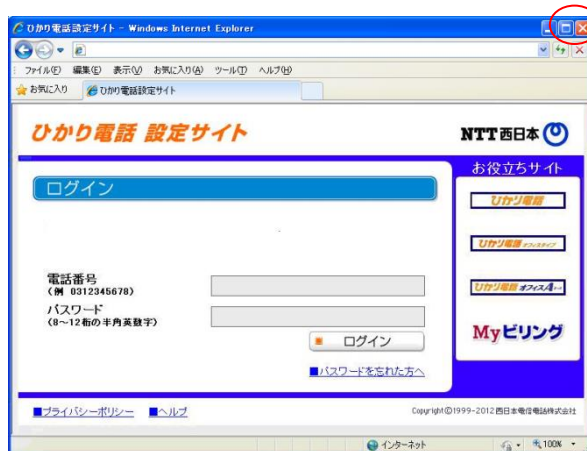 ひかり電話設定サイト - Windows Internet Explorer
ファイル(F) 編集(E) 表示(V) お気に入り(A) ツール(T) ヘルプ(H)
お気に入り ひかり電話設定サイト
ひかり電話 設定サイト
NTT西日本
お役立ちサイト
ログイン
ひかり電話
ひかり電話 オフィスタイプ
ひかり電話 オフィスA
Myビリング
電話番号
(例 0312345678)
パスワード
(8～12桁の半角英数字)
ログイン
■パスワードを忘れた方へ
■プライバシーポリシー ■ヘルプ
Copyright©1999-2012 西日本電信電話株式会社
インターネット 100%